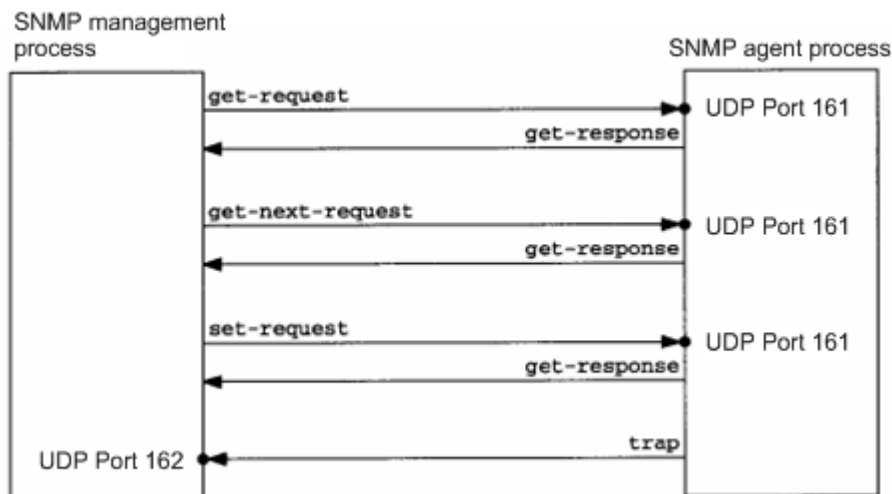 SNMP management
process
SNMP agent process
get-request
UDP Port 161
get-response
get-next-request
UDP Port 161
get-response
set-request
UDP Port 161
get-response
trap
UDP Port 162